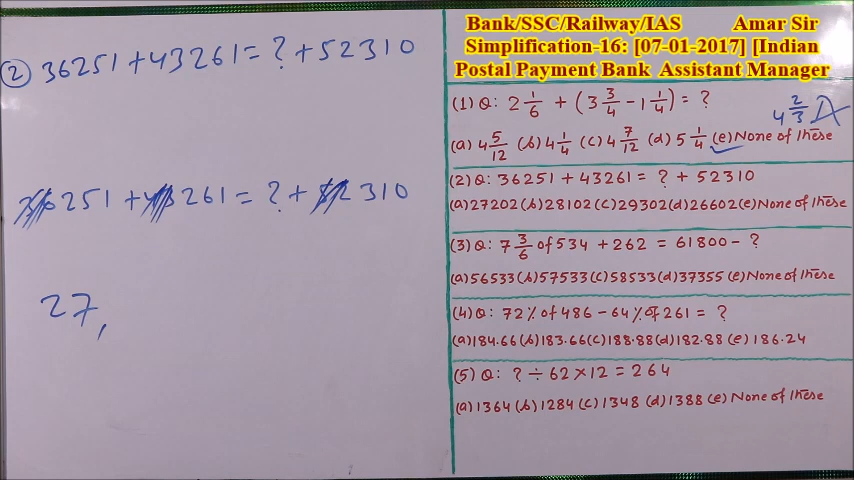 ② 36251 + 43261 = ? + 52310
36251 + 43261 = ? + 52310
27,
Bank/SSC/Railway/IAS Amar Sir
Simplification-16: [07-01-2017] [Indian
Postal Payment Bank Assistant Manager
(1) Q: 2 1/6 + (3 3/4 - 1 1/4) = ?
4 2/3
(a) 4 5/12 (b) 4 1/4 (c) 4 7/12 (d) 5 1/4 (e) None of these
(2) Q: 36251 + 43261 = ? + 52310
(a) 27202 (b) 28102 (c) 29302 (d) 26602 (e) None of these
(3) Q: 7 3/6 of 534 + 262 = 61800 - ?
(a) 56533 (b) 57533 (c) 58533 (d) 37355 (e) None of these
(4) Q: 72% of 486 - 64% of 261 = ?
(a) 184.66 (b) 183.66 (c) 188.88 (d) 182.88 (e) 186.24
(5) Q: ? ÷ 62 × 12 = 264
(a) 1364 (b) 1284 (c) 1348 (d) 1388 (e) None of these